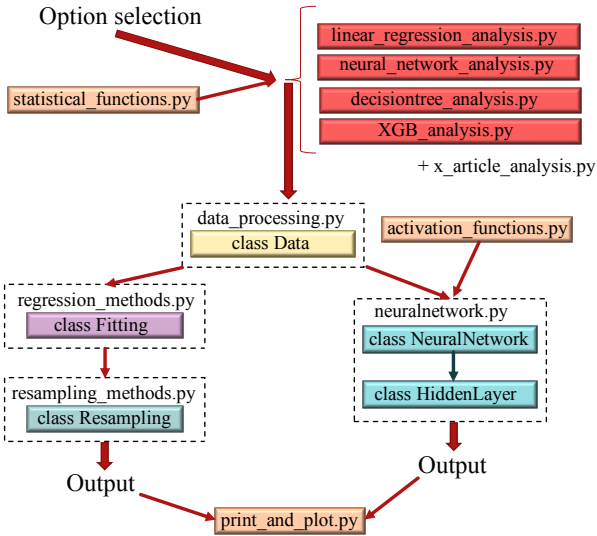 Option selection
linear_regression_analysis.py
neural_network_analysis.py
statistical_functions.py
decisiontree_analysis.py
XGB_analysis.py
+ x_article_analysis.py
data_processing.py
class Data
activation_functions.py
regression_methods.py
class Fitting
neuralnetwork.py
class NeuralNetwork
resampling_methods.py
class Resampling
class HiddenLayer
Output
Output
print_and_plot.py